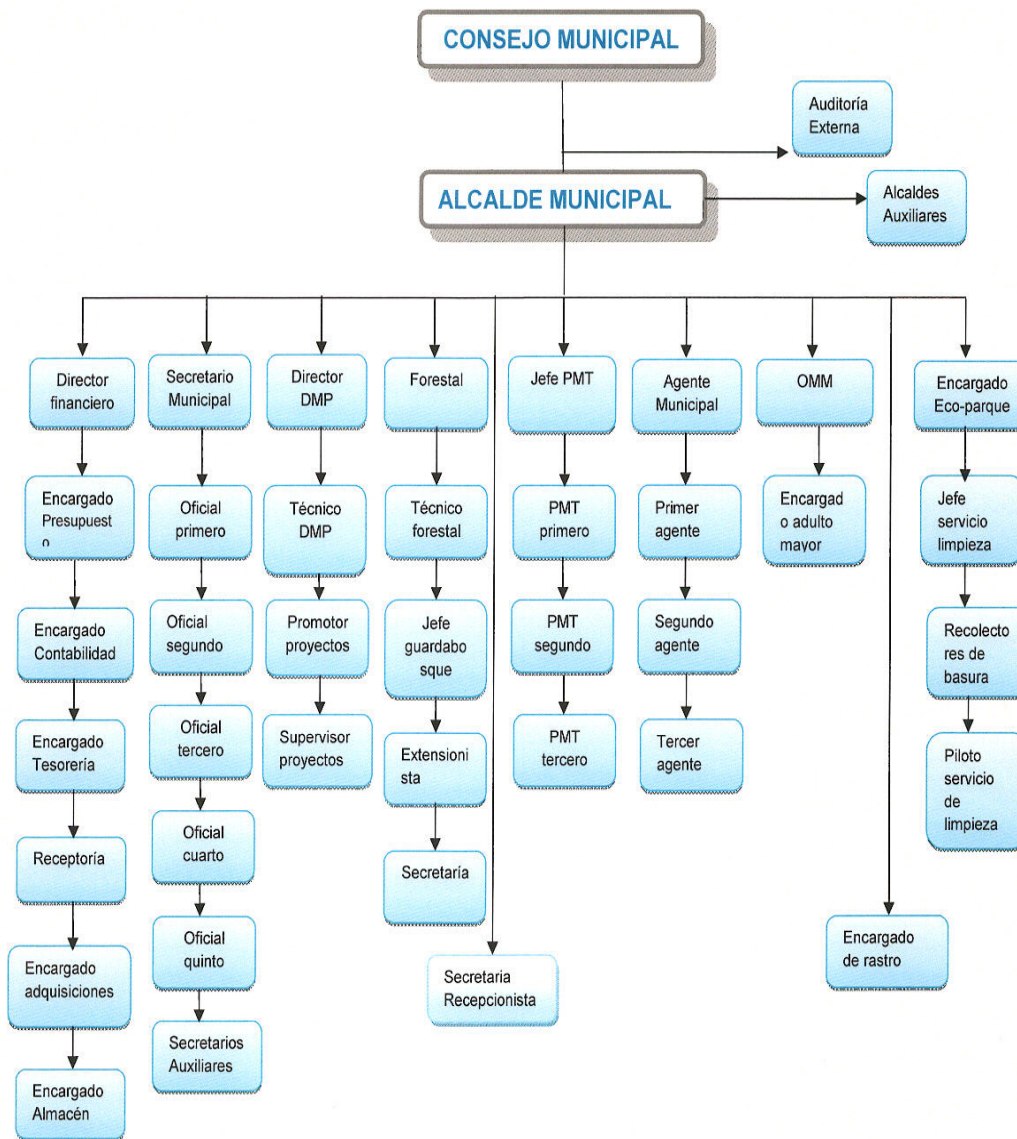 CONSEJO MUNICIPAL
Auditoría
Externa
ALCALDE MUNICIPAL
Alcaldes
Auxiliares
Director
financiero
Secretario
Municipal
Director
DMP
Forestal
Jefe PMT
Agente
Municipal
OMM
Encargado
Eco-parque
Encargado
Presupuest
o
Oficial
primero
Técnico
DMP
Técnico
forestal
PMT
primero
Primer
agente
Encargad
o adulto
mayor
Jefe
servicio
limpieza
Encargado
Contabilidad
Oficial
segundo
Promotor
proyectos
Jefe
guardabo
sque
PMT
segundo
Segundo
agente
Recolecto
res de
basura
Encargado
Tesorería
Oficial
tercero
Supervisor
proyectos
Extensioni
sta
PMT
tercero
Tercer
agente
Piloto
servicio
de
limpieza
Receptoría
Oficial
cuarto
Secretaría
Encargado
adquisiciones
Oficial
quinto
Secretaria
Recepcionista
Encargado
de rastro
Secretarios
Auxiliares
Encargado
Almacén